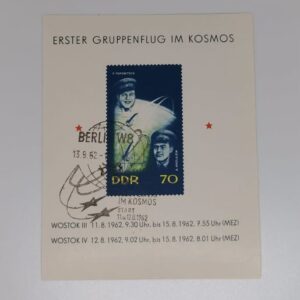 ERSTER GRUPPENFLUG IM KOSMOS
BERLIN W8
13.9.62
DDR 70
IM KOSMOS
START
WOSTOK III 11.8.1962, 9.30 Uhr, bis 15.8.1962, 7.55 Uhr (MEZ)
WOSTOK IV 12.8.1962, 9.02 Uhr, bis 15.8.1962, 8.01 Uhr (MEZ)